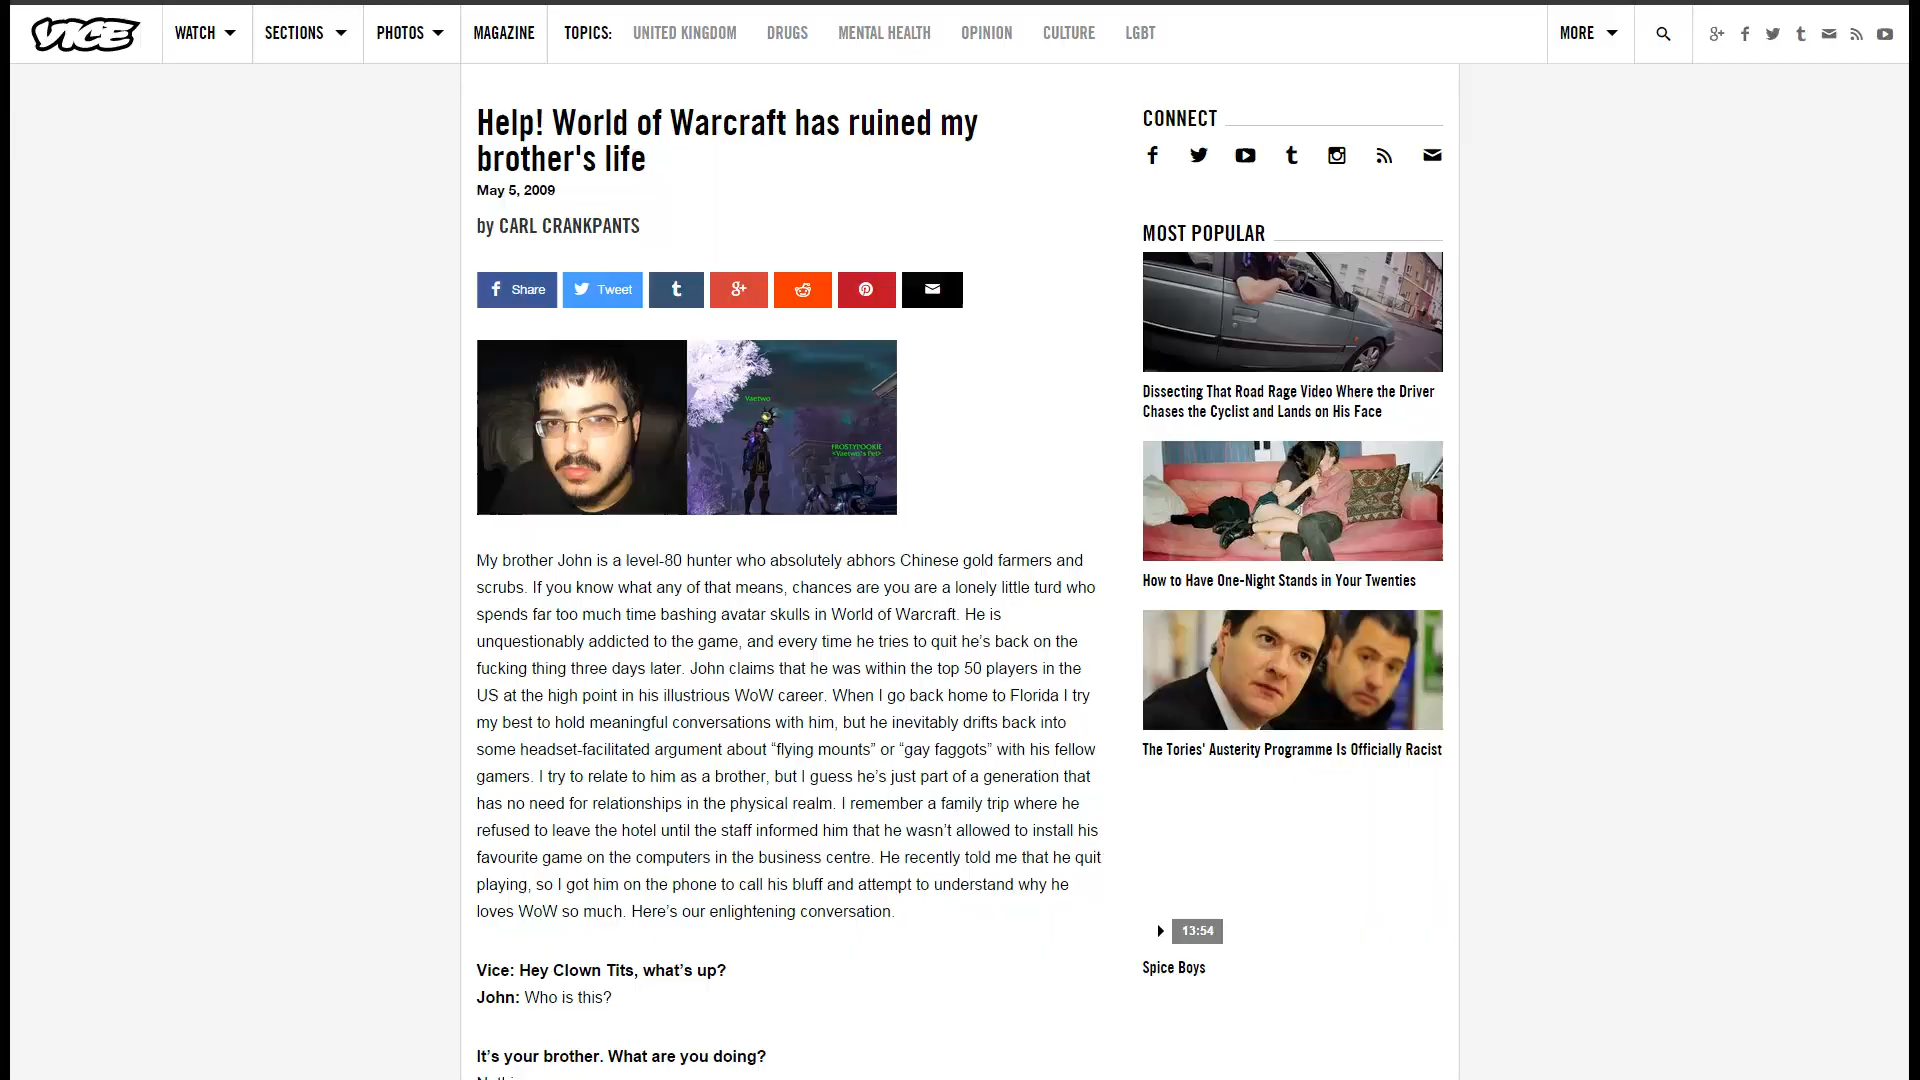 VICE
WATCH
SECTIONS
PHOTOS
MAGAZINE
TOPICS:
UNITED KINGDOM
DRUGS
MENTAL HEALTH
OPINION
CULTURE
LGBT
MORE
Help! World of Warcraft has ruined my
brother's life
May 5, 2009
by CARL CRANKPANTS
Share
Tweet
Vaetwo
FROSTYPOOKIE
<Vaetwo's Pet>
My brother John is a level-80 hunter who absolutely abhors Chinese gold farmers and
scrubs. If you know what any of that means, chances are you are a lonely little turd who
spends far too much time bashing avatar skulls in World of Warcraft. He is
unquestionably addicted to the game, and every time he tries to quit he’s back on the
fucking thing three days later. John claims that he was within the top 50 players in the
US at the high point in his illustrious WoW career. When I go back home to Florida I try
my best to hold meaningful conversations with him, but he inevitably drifts back into
some headset-facilitated argument about “flying mounts” or “gay faggots” with his fellow
gamers. I try to relate to him as a brother, but I guess he’s just part of a generation that
has no need for relationships in the physical realm. I remember a family trip where he
refused to leave the hotel until the staff informed him that he wasn’t allowed to install his
favourite game on the computers in the business centre. He recently told me that he quit
playing, so I got him on the phone to call his bluff and attempt to understand why he
loves WoW so much. Here’s our enlightening conversation.
Vice: Hey Clown Tits, what’s up?
John: Who is this?
It’s your brother. What are you doing?
CONNECT
MOST POPULAR
Dissecting That Road Rage Video Where the Driver
Chases the Cyclist and Lands on His Face
How to Have One-Night Stands in Your Twenties
The Tories' Austerity Programme Is Officially Racist
13:54
Spice Boys